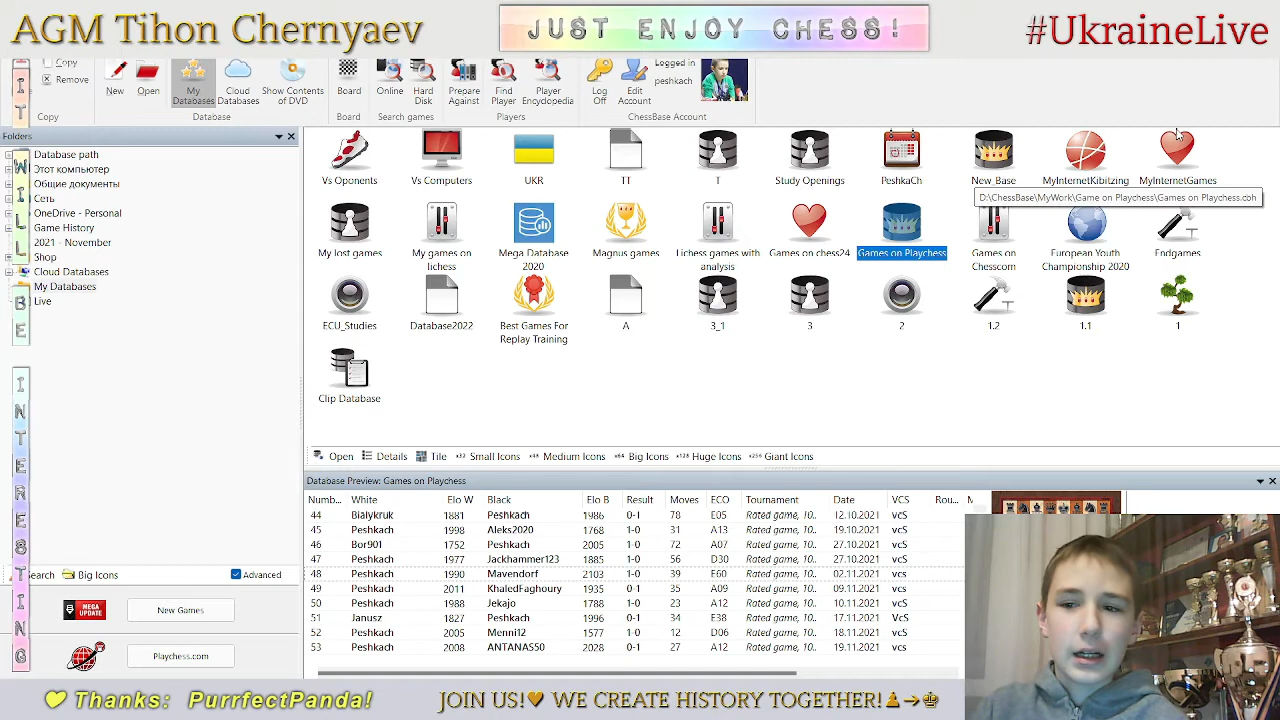 AGM Tihon Chernyaev
JUST ENJOY CHESS!
#UkraineLive
Copy
Remove
Copy
New
Open
My Databases
Cloud Databases
Show Contents of DVD
Database
Board
Board
Online
Hard Disk
Search games
Prepare Against
Find Player
Player Encyclopedia
Players
Log Off
Edit Account
Logged in
peshkach
ChessBase Account
IT WILL BE INTERESTING
Folders
Database path
Этот компьютер
Общие документы
Сеть
OneDrive - Personal
Game History
2021 - November
Shop
Cloud Databases
My Databases
Live
Vs Oponents
Vs Computers
UKR
TT
T
Study Openings
PeshkaCh
New_Base
MyInternetKibitzing
MyInternetGames
D:\ChessBase\MyWork\Game on Playchess\Games on Playchess.cbh
My lost games
My games on lichess
Mega Database 2020
Magnus games
Lichess games with analysis
Games on chess24
Games on Playchess
Games on Chesscom
European Youth Championship 2020
Endgames
ECU_Studies
Database2022
Best Games For Replay Training
A
3_1
3
2
1.2
1.1
1
Clip Database
Open
Details
Tile
x32 Small Icons
x48 Medium Icons
x64 Big Icons
x128 Huge Icons
x256 Giant Icons
Database Preview: Games on Playchess
Numb... White Elo W Black Elo B Result Moves ECO Tournament Date VCS Rou...
44 Bialykruk 1881 Peshkach 1986 0-1 78 E05 Rated game, 10.. 12.10.2021 vcS
45 Peshkach 1998 Aleks2020 1768 1-0 31 A13 Rated game, 10.. 19.10.2021 vcS
46 Bor901 1752 Peshkach 2005 0-1 72 A07 Rated game, 10.. 27.10.2021 vcS
47 Peshkach 1977 Jackhammer123 1885 1-0 56 D30 Rated game, 10.. 27.10.2021 vcS
48 Peshkach 1990 Mavendorf 2103 1-0 39 E60 Rated game, 10.. 02.11.2021 vcs
49 Peshkach 2011 KhaledFaghoury 1935 0-1 35 A09 Rated game, 10.. 09.11.2021 vcs
50 Peshkach 1988 Jekajo 1788 1-0 23 A12 Rated game, 10.. 10.11.2021 vcS
51 Janusz 1827 Peshkach 1996 0-1 34 E38 Rated game, 10.. 17.11.2021 vcS
52 Peshkach 2005 Menni12 1577 1-0 12 D06 Rated game, 10.. 18.11.2021 vcS
53 Peshkach 2008 ANTANAS50 2028 1-0 27 A12 Rated game, 10.. 19.11.2021 vcS
Search
Big Icons
Advanced
MEGA UPDATE
New Games
Playchess.com
Thanks: PurrfectPanda!
JOIN US! WE CREATE HISTORY TOGETHER!